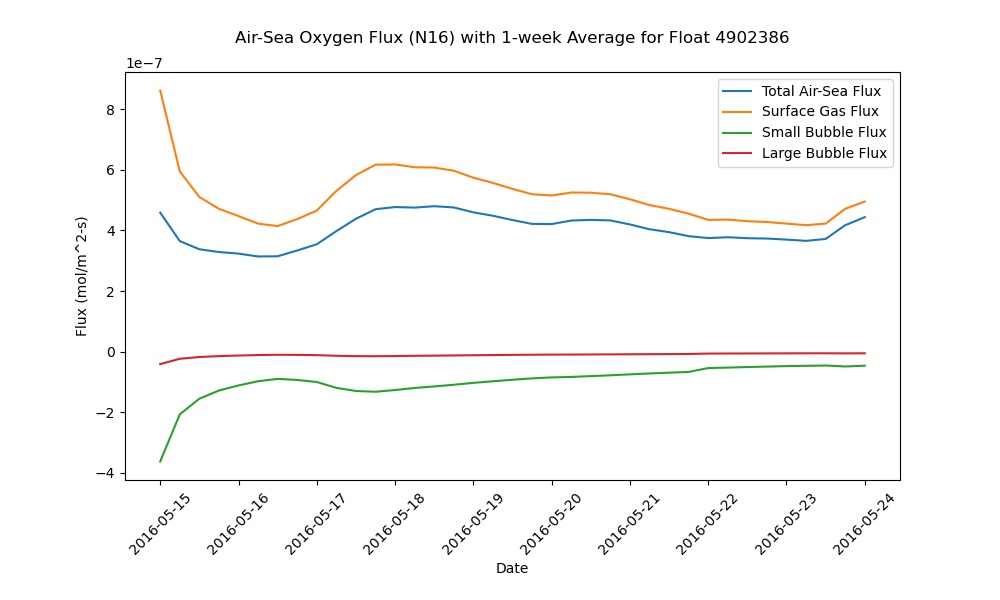 Air-Sea Oxygen Flux (N16) with 1-week Average for Float 4902386
1e−7
Total Air-Sea Flux
Surface Gas Flux
Small Bubble Flux
Large Bubble Flux
8
6
4
2
0
−2
−4
Flux (mol/m^2-s)
2016-05-15
2016-05-16
2016-05-17
2016-05-18
2016-05-19
2016-05-20
2016-05-21
2016-05-22
2016-05-23
2016-05-24
Date